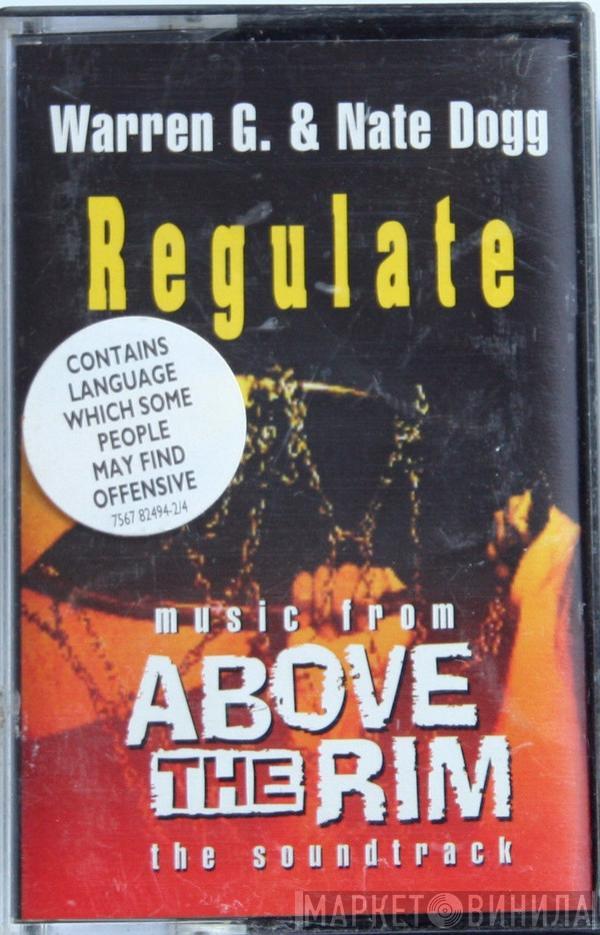 Warren G. & Nate Dogg
Regulate
CONTAINS
LANGUAGE
WHICH SOME
PEOPLE
MAY FIND
OFFENSIVE
7567 82494-2/4
music from
ABOVE
THE RIM
the soundtrack
МАРКЕТ ВИНИЛА